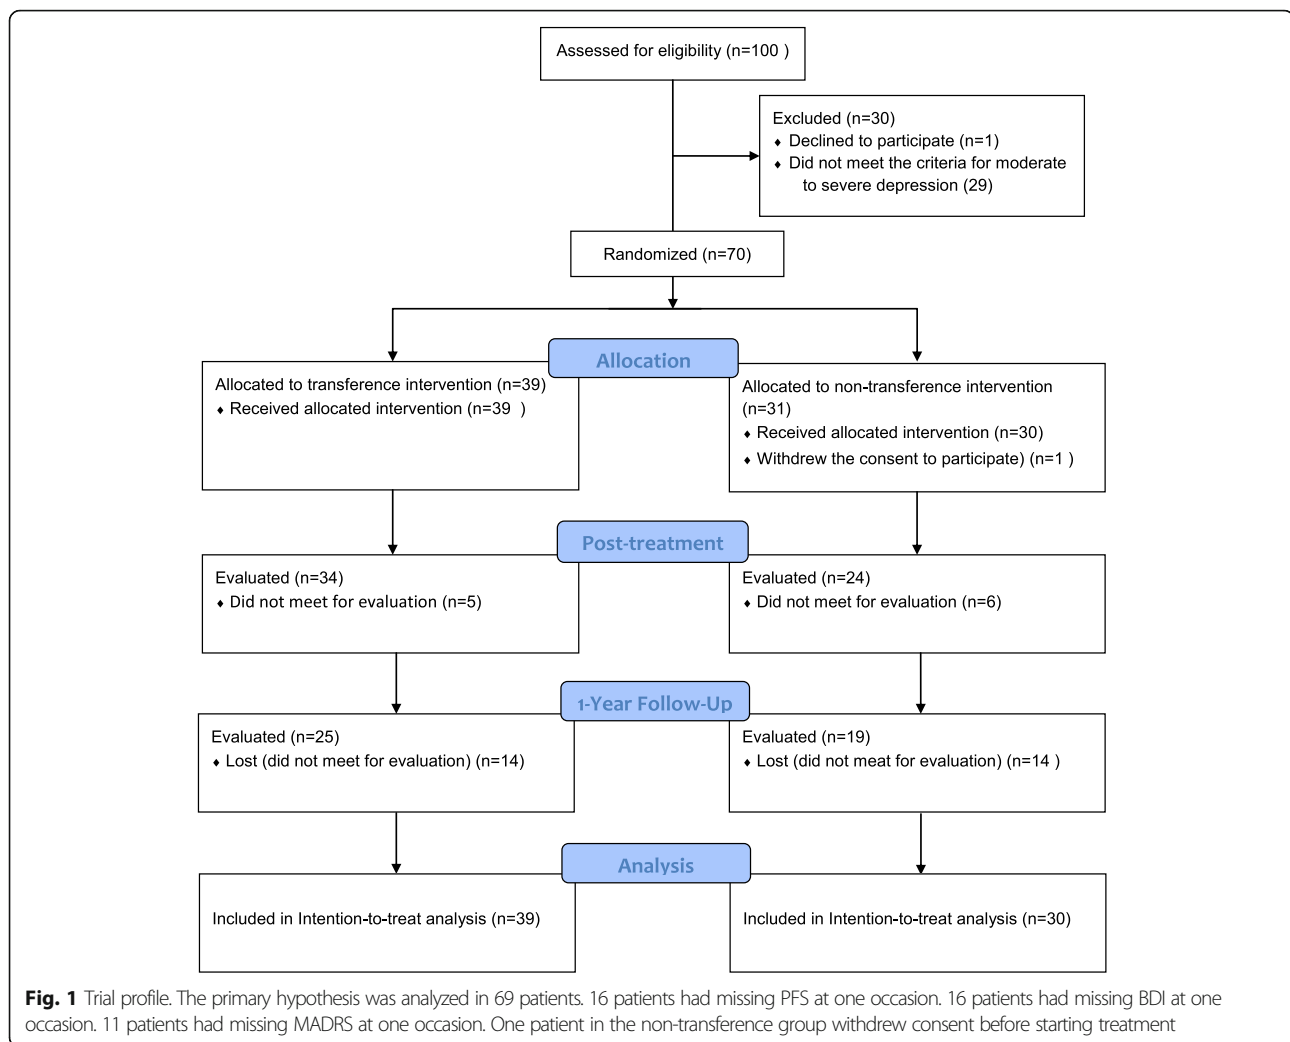 Assessed for eligibility (n=100 )
Excluded (n=30)
♦ Declined to participate (n=1)
♦ Did not meet the criteria for moderate
to severe depression (29)
Randomized (n=70)
Allocation
Allocated to transference intervention (n=39)
♦ Received allocated intervention (n=39 )
Allocated to non-transference intervention
(n=31)
♦ Received allocated intervention (n=30)
♦ Withdrew the consent to participate) (n=1 )
Post-treatment
Evaluated (n=34)
♦ Did not meet for evaluation (n=5)
Evaluated (n=24)
♦ Did not meet for evaluation (n=6)
1-Year Follow-Up
Evaluated (n=25)
♦ Lost (did not meet for evaluation) (n=14)
Evaluated (n=19)
♦ Lost (did not meat for evaluation) (n=14 )
Analysis
Included in Intention-to-treat analysis (n=39)
Included in Intention-to-treat analysis (n=30)
Fig. 1 Trial profile. The primary hypothesis was analyzed in 69 patients. 16 patients had missing PFS at one occasion. 16 patients had missing BDI at one
occasion. 11 patients had missing MADRS at one occasion. One patient in the non-transference group withdrew consent before starting treatment